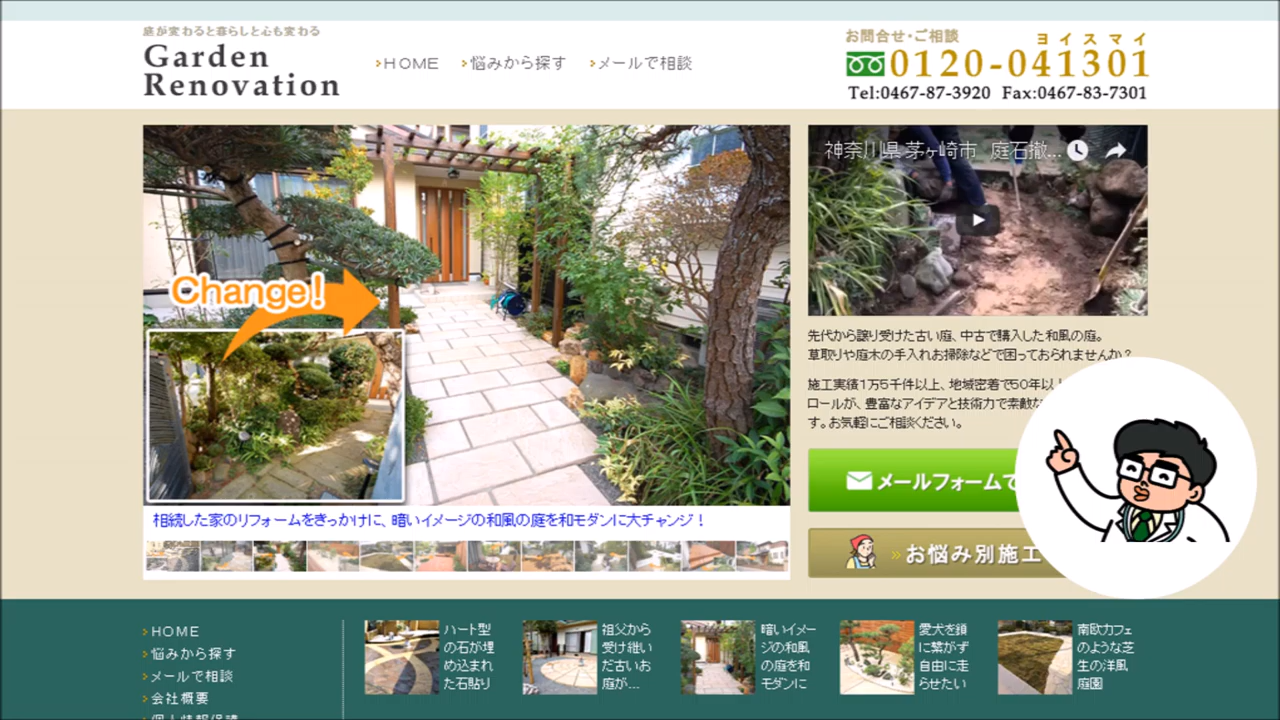 庭が変わると暮らしと心も変わる
Garden
Renovation
HOME
悩みから探す
メールで相談
お問合せ・ご相談
ヨイスマイ
0120-041301
Tel:0467-87-3920 Fax:0467-83-7301
神奈川県 茅ヶ崎市 庭石撤...
Change!
先代から譲り受けた古い庭、中古で購入した和風の庭。
草取りや庭木の手入れお掃除などで困っておられませんか?
施工実績1万5千件以上、地域密着で50年以
ロールが、豊富なアイデアと技術力で素敵な
す。お気軽にご相談ください。
メールフォームで
» お悩み別施工
相続した家のリフォームをきっかけに、暗いイメージの和風の庭を和モダンに大チャンジ!
HOME
悩みから探す
メールで相談
会社概要
個人情報保護
ハート型
の石が埋
め込まれ
た石貼り
祖父から
受け継い
だ古いお
庭が...
暗いイメー
ジの和風
の庭を和
モダンに
愛犬を鎖
に繋がず
自由に走
らせたい
南欧カフェ
のような芝
生の洋風
庭園